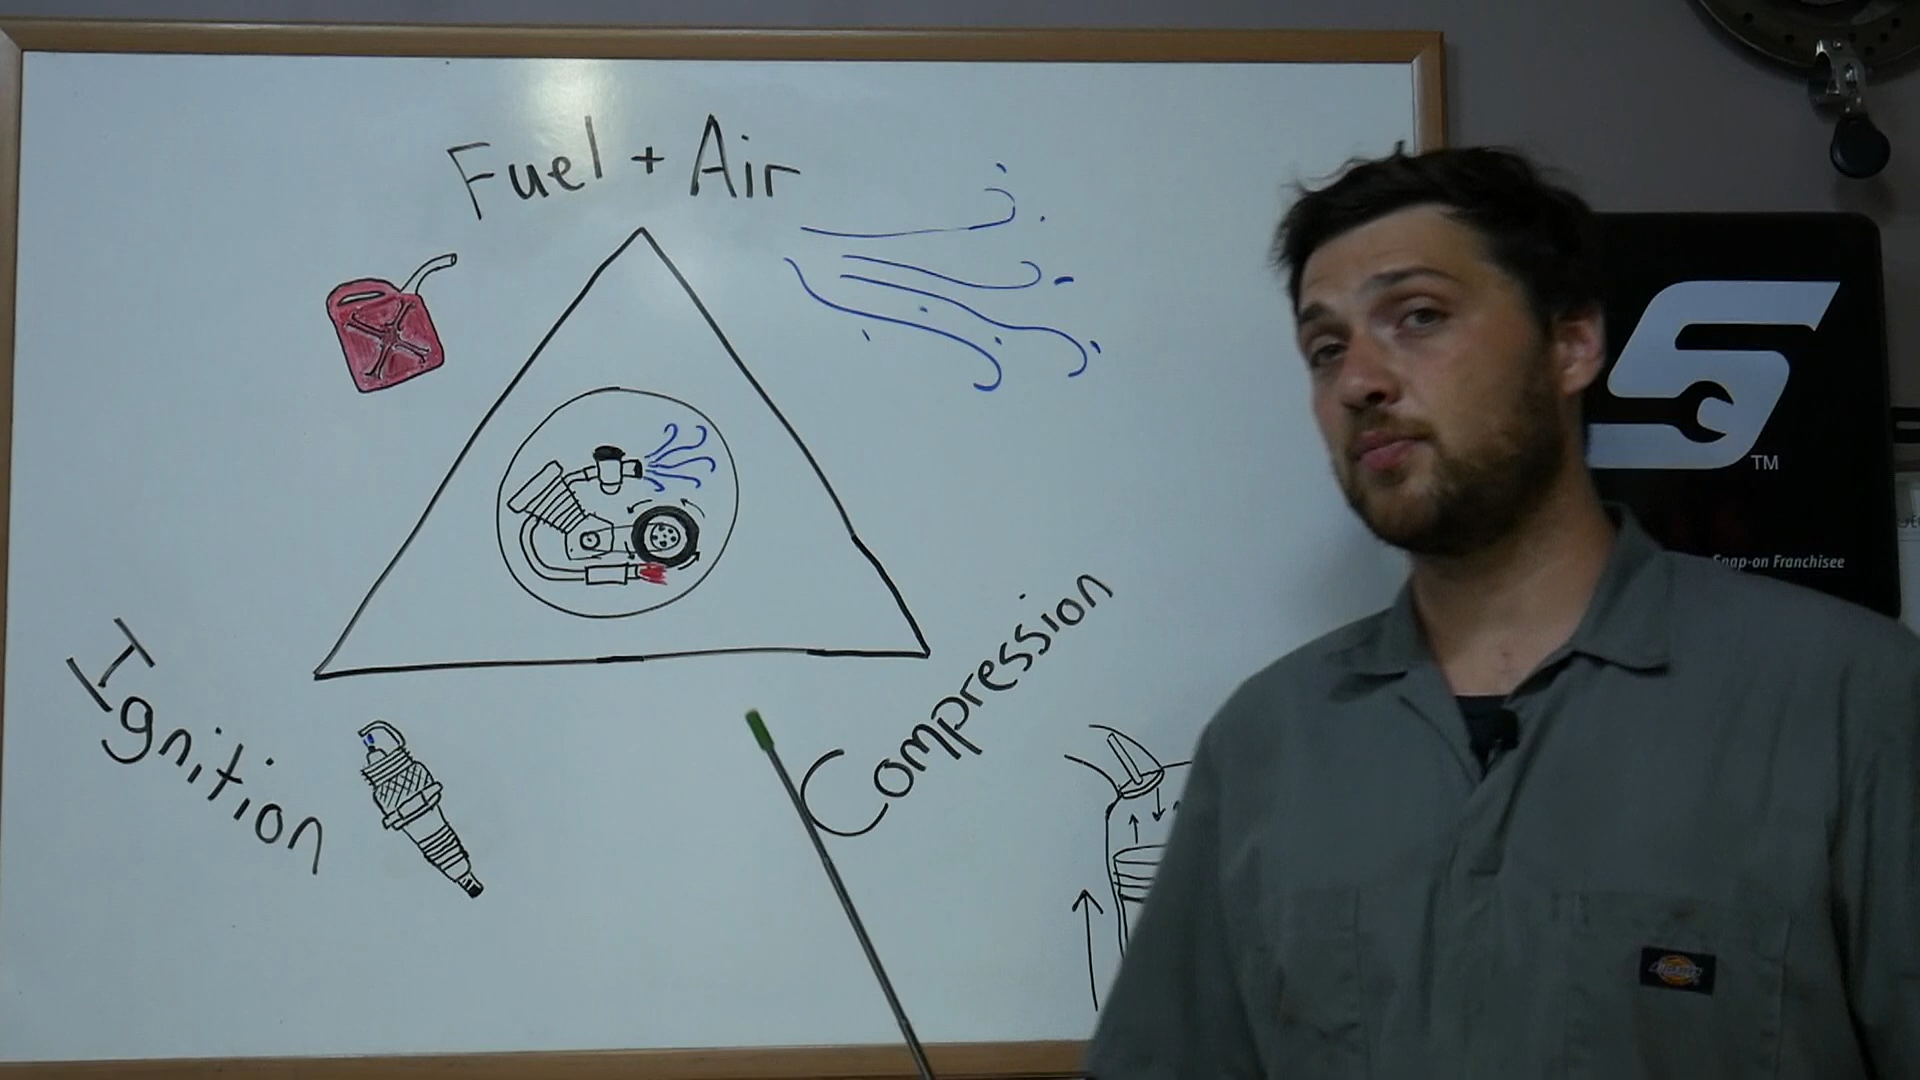 Fuel + Air
Ignition
Compression
TM
Snap-on Franchisee